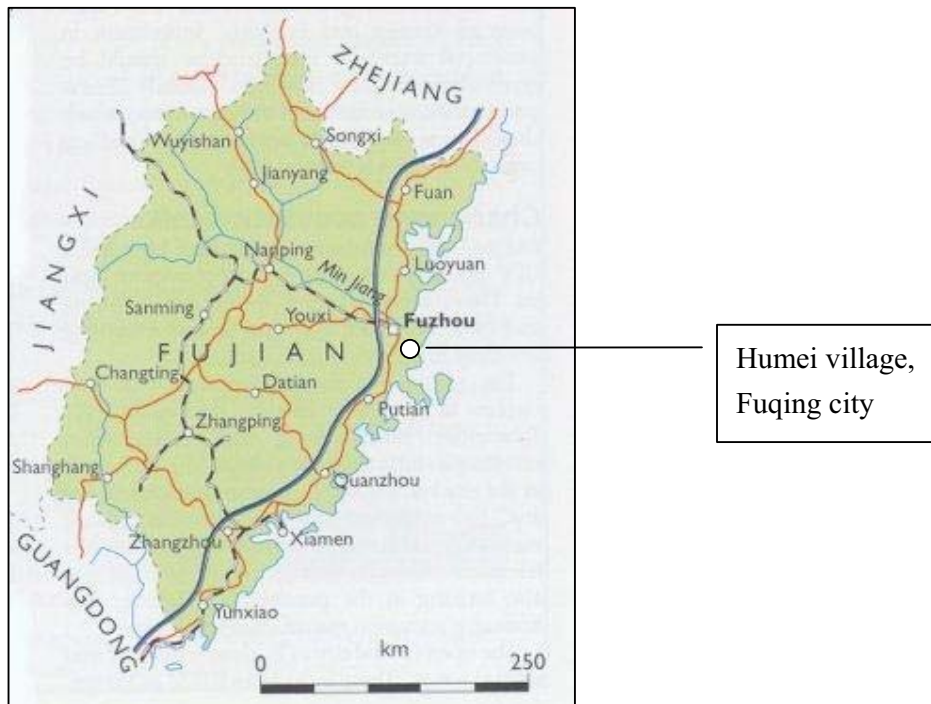 ZHEJIANG
Wuyishan
Songxi
Jianyang
Fuan
JIANGXI
Nanping
Min Jiang
Luoyuan
Sanming
Youxi
Fuzhou
FUJIAN
Humei village,
Fuqing city
Changting
Datian
Putian
Zhangping
Shanghang
Quanzhou
Zhangzhou
Xiamen
GUANGDONG
Yunxiao
km
0
250